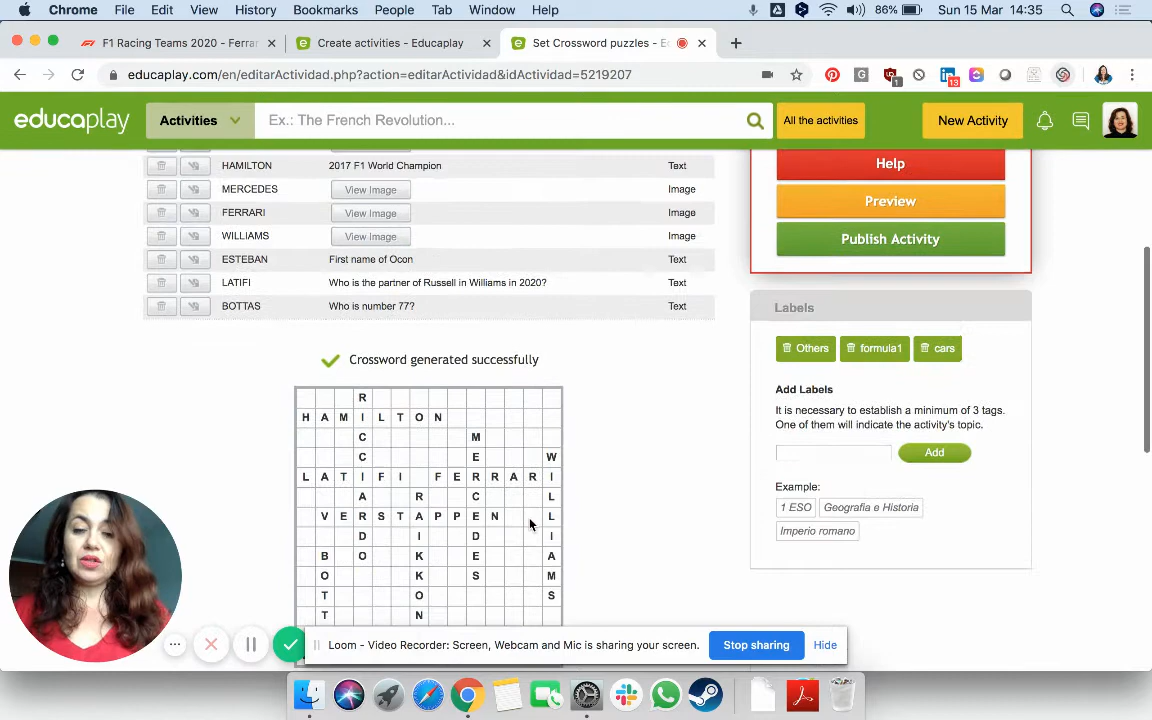 Chrome File Edit View History Bookmarks People Tab Window Help 86% Sun 15 Mar 14:35
F1 Racing Teams 2020 - Ferrar Create activities - Educaplay Set Crossword puzzles - Ed
educaplay.com/en/editarActividad.php?action=editarActividad&idActividad=5219207 1 13
educaplay Activities Ex.: The French Revolution... All the activities New Activity
HAMILTON 2017 F1 World Champion Text
MERCEDES View Image Image
FERRARI View Image Image
WILLIAMS View Image Image
ESTEBAN First name of Ocon Text
LATIFI Who is the partner of Russell in Williams in 2020? Text
BOTTAS Who is number 77? Text
Crossword generated successfully
R
H A M I L T O N
C M
C E W
L A T I F I F E R R A R I
A R C L
V E R S T A P P E N L
D I D I
B O K E A
O K S M
T O S
T N
Help
Preview
Publish Activity
Labels
Others formula1 cars
Add Labels
It is necessary to establish a minimum of 3 tags.
One of them will indicate the activity's topic.
Add
Example:
1 ESO Geografia e Historia
Imperio romano
Loom - Video Recorder: Screen, Webcam and Mic is sharing your screen. Stop sharing Hide